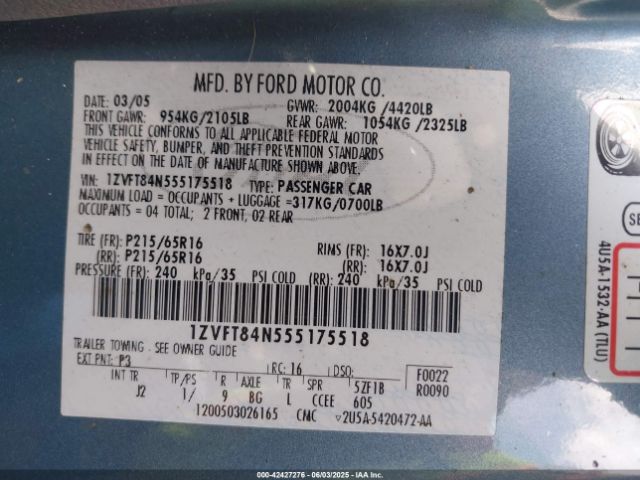 MFD. BY FORD MOTOR CO.
DATE: 03/05 GVWR: 2004KG /4420LB
FRONT GAWR: 954KG/2105LB REAR GAWR: 1054KG /2325LB
THIS VEHICLE CONFORMS TO ALL APPLICABLE FEDERAL MOTOR
VEHICLE SAFETY, BUMPER, AND THEFT PREVENTION STANDARDS
IN EFFECT ON THE DATE OF MANUFACTURE SHOWN ABOVE.
VIN: 1ZVFT84N555175518 TYPE: PASSENGER CAR
MAXIMUM LOAD = OCCUPANTS + LUGGAGE = 317KG/0700LB
OCCUPANTS: 04 TOTAL; 2 FRONT, 02 REAR
TIRE (FR): P215/65R16 RIMS (FR): 16X7.0J
(RR): P215/65R16 (RR): 16X7.0J
PRESSURE (FR): 240 kPa/35 PSI COLD (RR): 240 kPa/35 PSI COLD
1ZVFT84N555175518
TRAILER TOWING - SEE OWNER GUIDE
EXT PNT: P3 RC: 16 DSO: F0022
INT TR TP/PS R AXLE TR SPR 5ZF1B R0090
J2 1/ 9 BG L CCEE 605
1200503026165 CMC ▽2U5A-5420472-AA
SE
4U5A-1532-AA (TLU)
000-42427276 - 06/03/2025 - IAA, Inc.